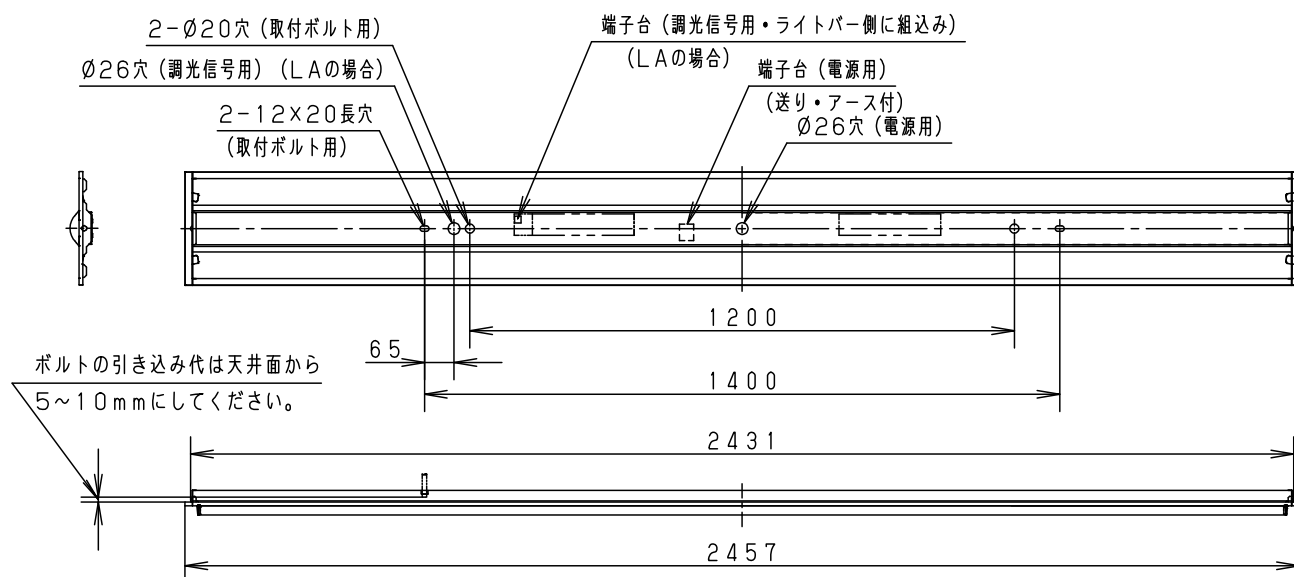 2-Ø20穴(取付ボルト用)
端子台(調光信号用・ライトバー側に組込み)
(LAの場合)
Ø26穴(調光信号用)(LAの場合)
端子台(電源用)
(送り・アース付)
2-12×20長穴
(取付ボルト用)
Ø26穴(電源用)
1200
65
ボルトの引き込み代は天井面から
5~10mmにしてください。
1400
2431
2457